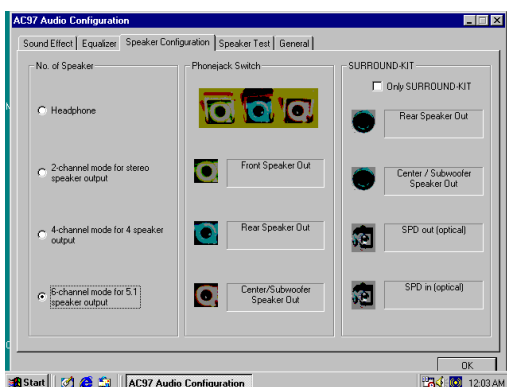 AC97 Audio Configuration
Sound Effect
Equalizer
Speaker Configuration
Speaker Test
General
No. of Speaker
Headphone
2-channel mode for stereo
speaker output
4-channel mode for 4 speaker
output
6-channel mode for 5.1
speaker output
Phonejack Switch
Front Speaker Out
Rear Speaker Out
Center/Subwoofer
Speaker Out
SURROUND-KIT
Only SURROUND-KIT
Rear Speaker Out
Center / Subwoofer
Speaker Out
SPD out (optical)
SPD in (optical)
OK
Start
AC97 Audio Configuration
12:03 AM